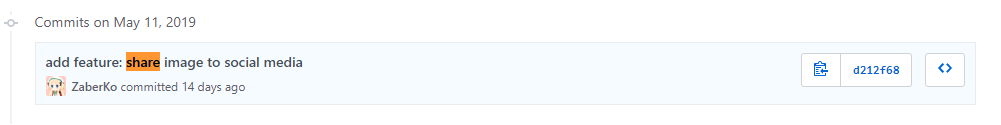 Commits on May 11, 2019
add feature: share image to social media
d212f68
ZaberKo committed 14 days ago